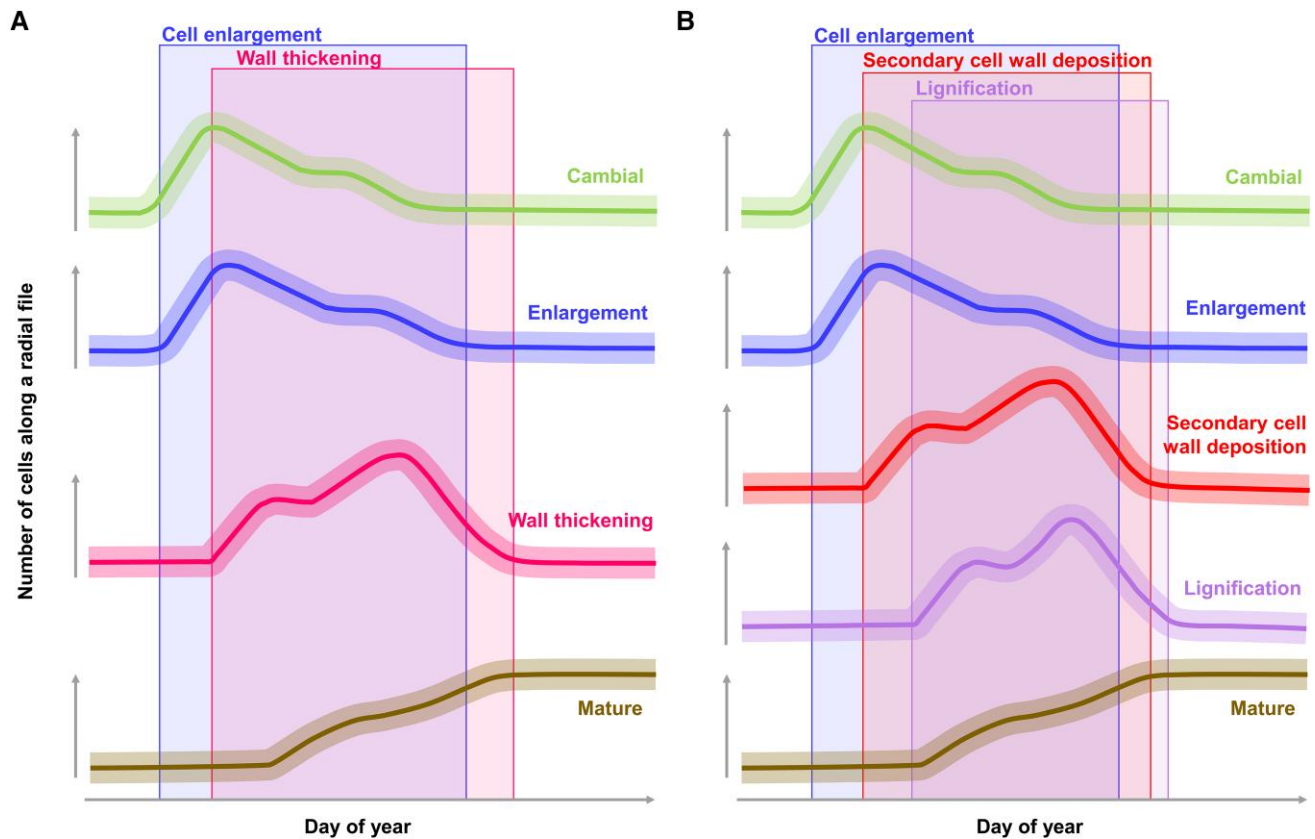 A
Cell enlargement
Wall thickening
Cambial
Enlargement
Wall thickening
Mature
Number of cells along a radial file
Day of year
B
Cell enlargement
Secondary cell wall deposition
Lignification
Cambial
Enlargement
Secondary cell
wall deposition
Lignification
Mature
Day of year